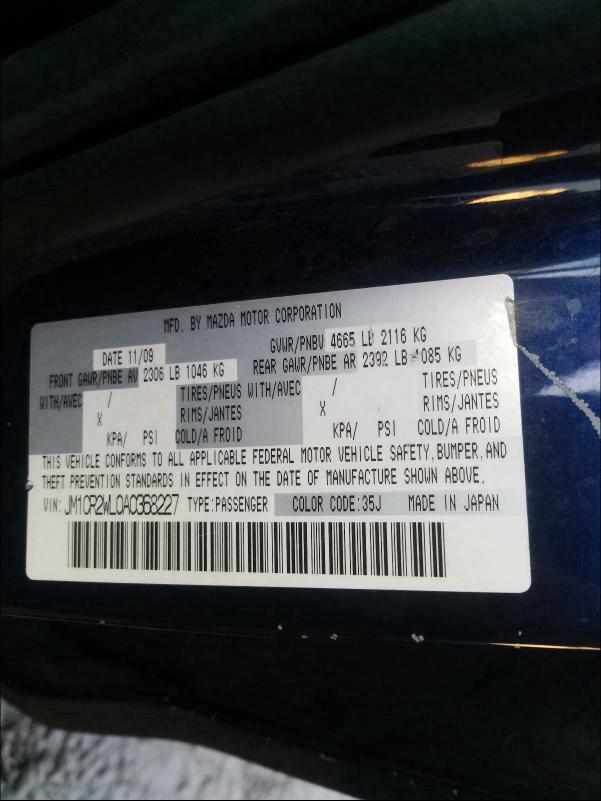 MFD. BY MAZDA MOTOR CORPORATION
DATE 11/09 GVWR/PNBV 4665 LB 2116 KG
FRONT GAWR/PNBE AV 2306 LB 1046 KG REAR GAWR/PNBE AR 2392 LB 1085 KG
WITH/AVEC / TIRES/PNEUS WITH/AVEC / TIRES/PNEUS
X RIMS/JANTES X RIMS/JANTES
KPA/ PSI COLD/A FROID KPA/ PSI COLD/A FROID
THIS VEHICLE CONFORMS TO ALL APPLICABLE FEDERAL MOTOR VEHICLE SAFETY, BUMPER, AND
THEFT PREVENTION STANDARDS IN EFFECT ON THE DATE OF MANUFACTURE SHOWN ABOVE.
VIN: JM1CR2WL0A0368227 TYPE: PASSENGER COLOR CODE: 35J MADE IN JAPAN